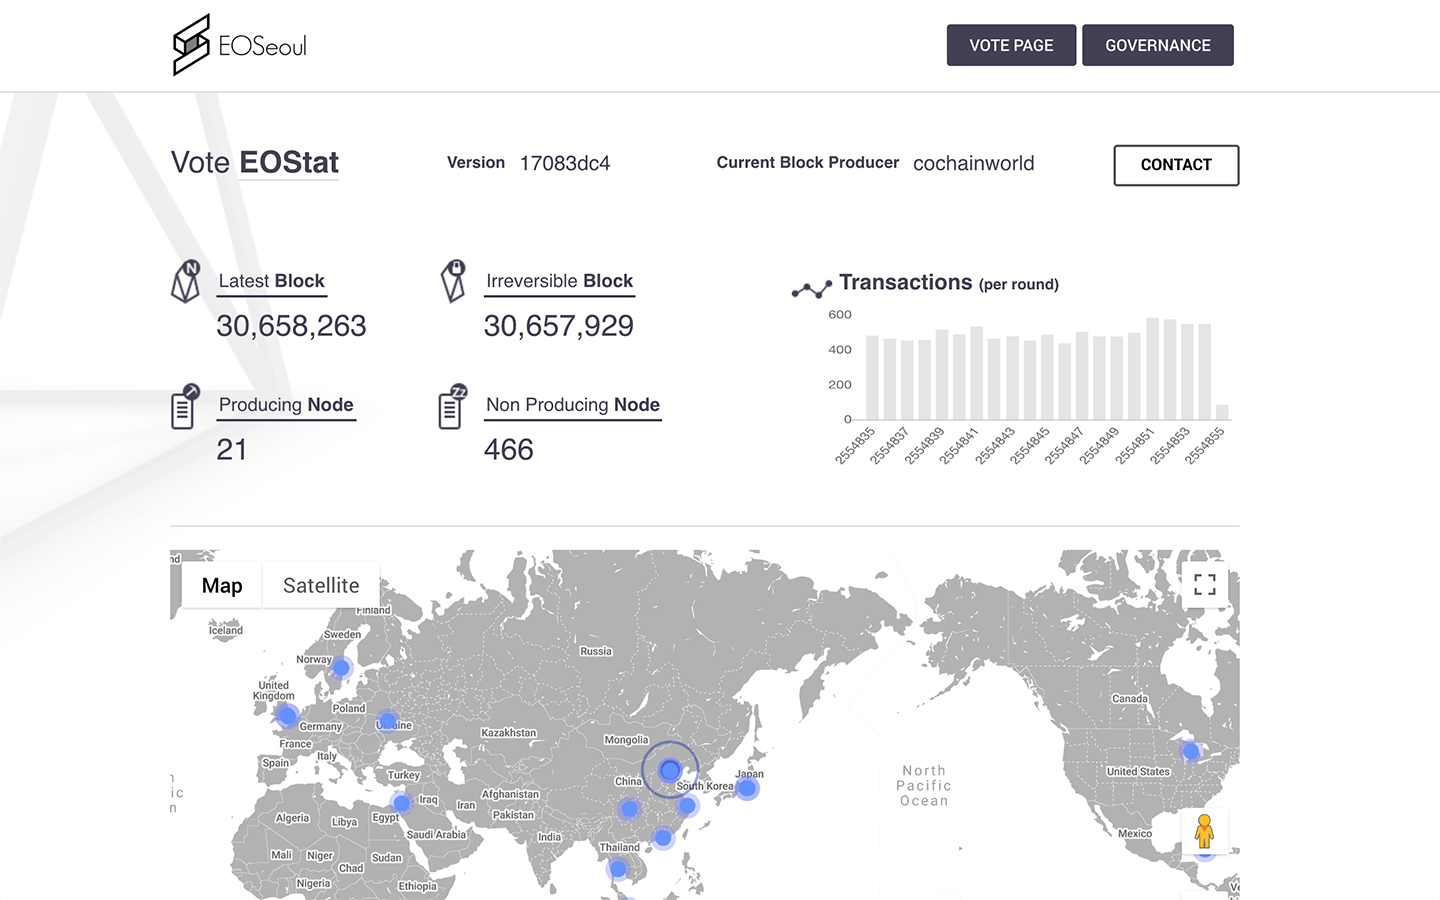 EOSeoul
VOTE PAGE
GOVERNANCE
Vote EOStat
Version 17083dc4
Current Block Producer cochainworld
CONTACT
N
Latest Block
30,658,263
Irreversible Block
30,657,929
Transactions (per round)
600
400
200
0
2554835
2554837
2554839
2554841
2554843
2554845
2554847
2554849
2554851
2554853
2554855
Producing Node
21
zz
Non Producing Node
466
nd
Map
Satellite
Finland
Iceland
Sweden
Norway
Russia
United
Kingdom
Poland
Canada
Germany
Ukraine
Kazakhstan
Mongolia
France
Italy
Spain
Turkey
China
South Korea
Japan
North
Pacific
Ocean
United States
ic
n
Afghanistan
Iraq
Iran
Algeria
Libya
Egypt
Pakistan
Saudi Arabia
India
Mexico
Thailand
Mali
Niger
Sudan
Chad
Nigeria
Ethiopia